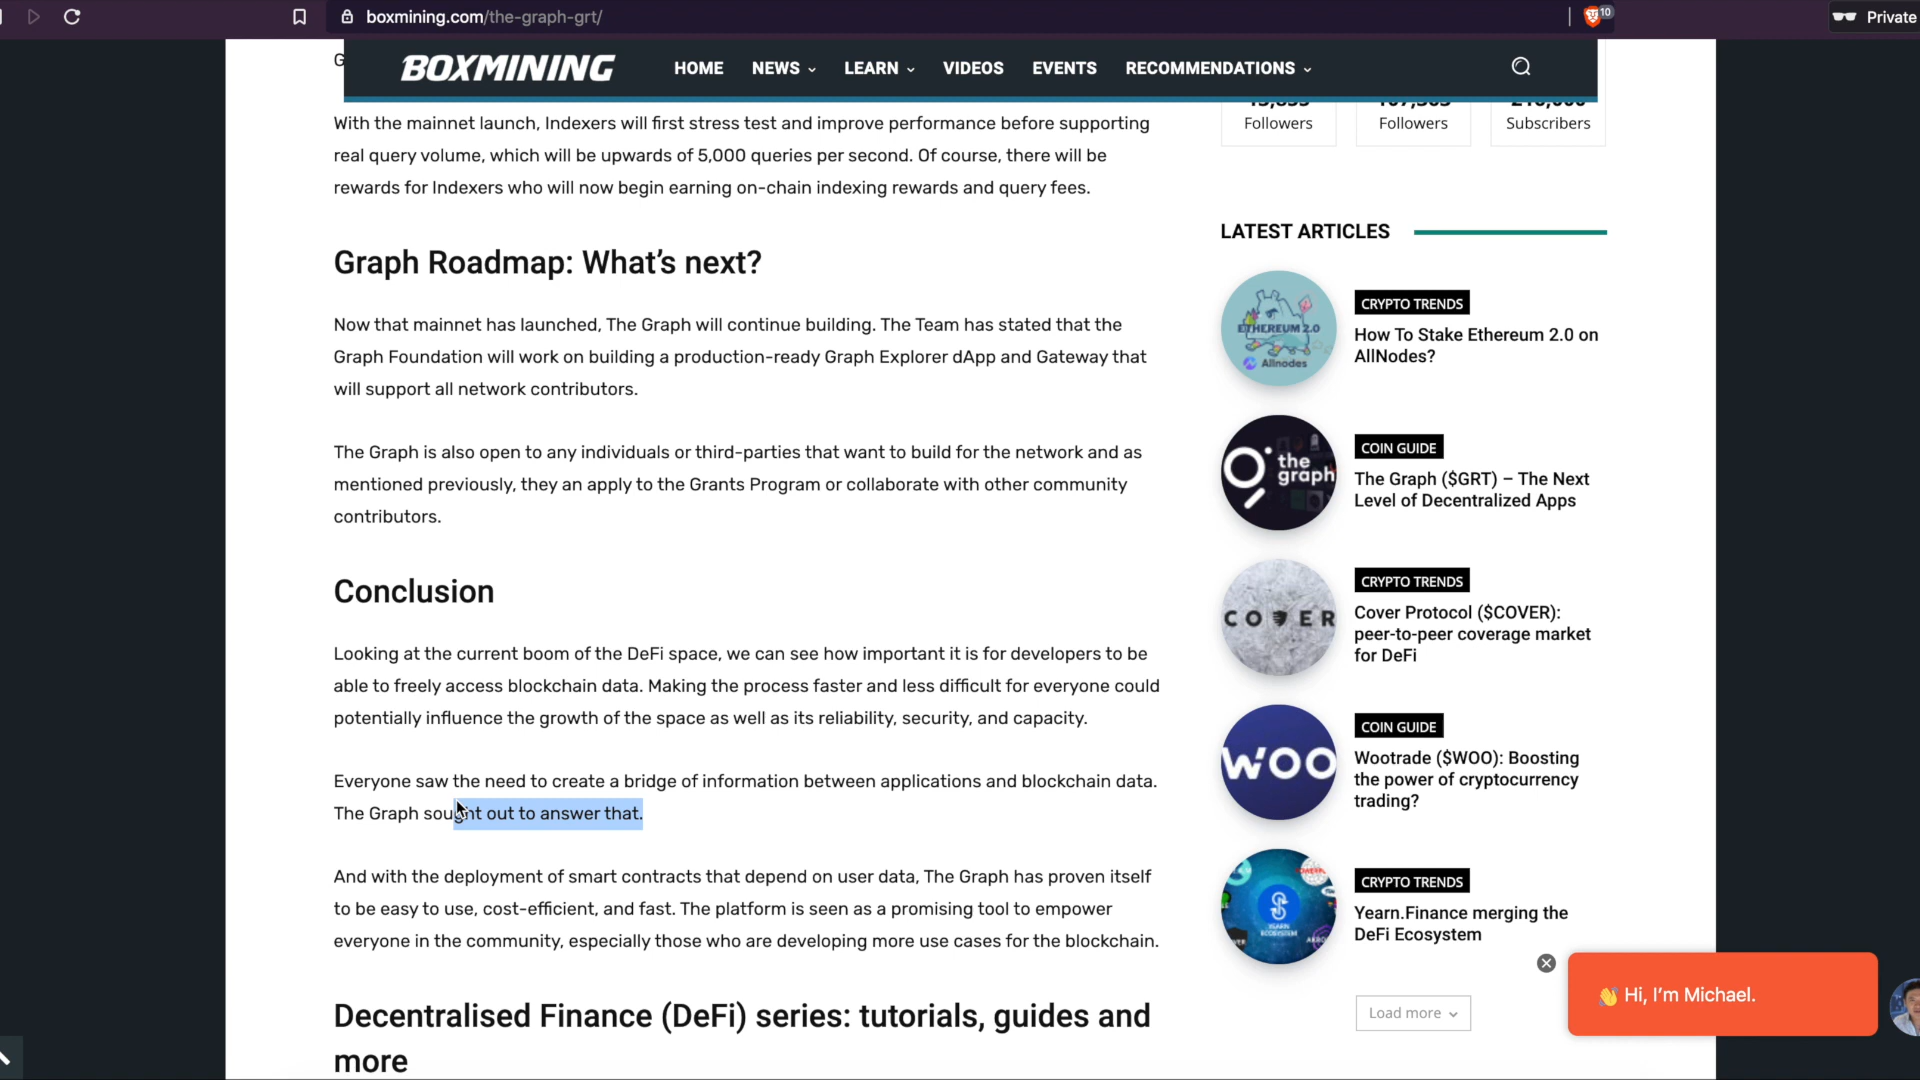 boxmining.com/the-graph-grt/
10
Private
BOXMINING
HOME
NEWS
LEARN
VIDEOS
EVENTS
RECOMMENDATIONS
Followers
Followers
Subscribers
With the mainnet launch, Indexers will first stress test and improve performance before supporting
real query volume, which will be upwards of 5,000 queries per second. Of course, there will be
rewards for Indexers who will now begin earning on-chain indexing rewards and query fees.
Graph Roadmap: What’s next?
Now that mainnet has launched, The Graph will continue building. The Team has stated that the
Graph Foundation will work on building a production-ready Graph Explorer dApp and Gateway that
will support all network contributors.
The Graph is also open to any individuals or third-parties that want to build for the network and as
mentioned previously, they an apply to the Grants Program or collaborate with other community
contributors.
Conclusion
Looking at the current boom of the DeFi space, we can see how important it is for developers to be
able to freely access blockchain data. Making the process faster and less difficult for everyone could
potentially influence the growth of the space as well as its reliability, security, and capacity.
Everyone saw the need to create a bridge of information between applications and blockchain data.
The Graph sought out to answer that.
And with the deployment of smart contracts that depend on user data, The Graph has proven itself
to be easy to use, cost-efficient, and fast. The platform is seen as a promising tool to empower
everyone in the community, especially those who are developing more use cases for the blockchain.
Decentralised Finance (DeFi) series: tutorials, guides and
more
LATEST ARTICLES
ETHEREUM 2.0
Allnodes
CRYPTO TRENDS
How To Stake Ethereum 2.0 on
AllNodes?
the
graph
COIN GUIDE
The Graph ($GRT) – The Next
Level of Decentralized Apps
COVER
CRYPTO TRENDS
Cover Protocol ($COVER):
peer-to-peer coverage market
for DeFi
WOO
COIN GUIDE
Wootrade ($WOO): Boosting
the power of cryptocurrency
trading?
CRYPTO TRENDS
Yearn.Finance merging the
DeFi Ecosystem
Load more
👋 Hi, I’m Michael.